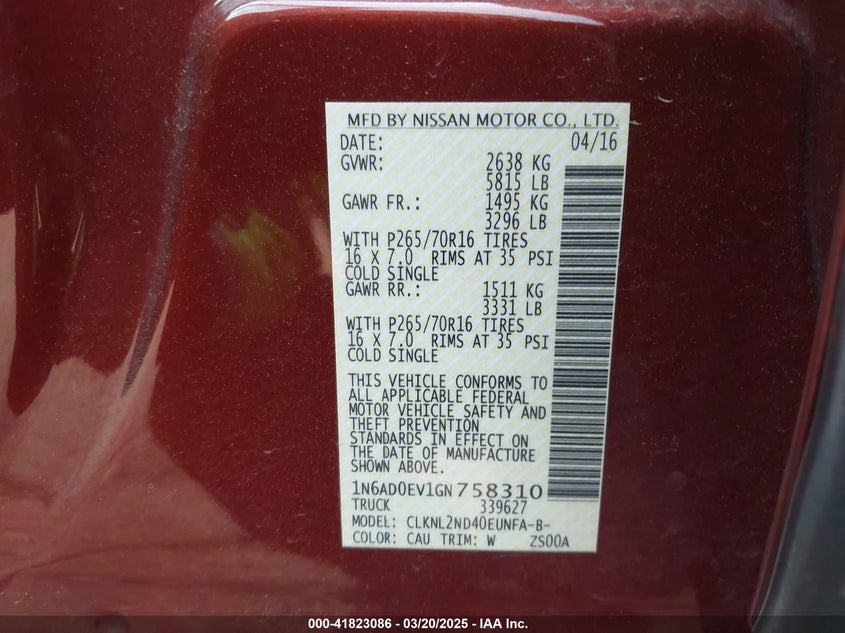 MFD BY NISSAN MOTOR CO., LTD.
DATE: 04/16
GVWR: 2638 KG
5815 LB
GAWR FR.: 1495 KG
3296 LB
WITH P265/70R16 TIRES
16 X 7.0 RIMS AT 35 PSI
COLD SINGLE
GAWR RR.: 1511 KG
3331 LB
WITH P265/70R16 TIRES
16 X 7.0 RIMS AT 35 PSI
COLD SINGLE
THIS VEHICLE CONFORMS TO
ALL APPLICABLE FEDERAL
MOTOR VEHICLE SAFETY AND
THEFT PREVENTION
STANDARDS IN EFFECT ON
THE DATE OF MANUFACTURE
SHOWN ABOVE.
1N6AD0EV1GN758310
TRUCK 339627
MODEL: CLKNL2ND40EUNFA-B-
COLOR: CAU TRIM: W ZS00A
000-41823086 - 03/20/2025 - IAA Inc.